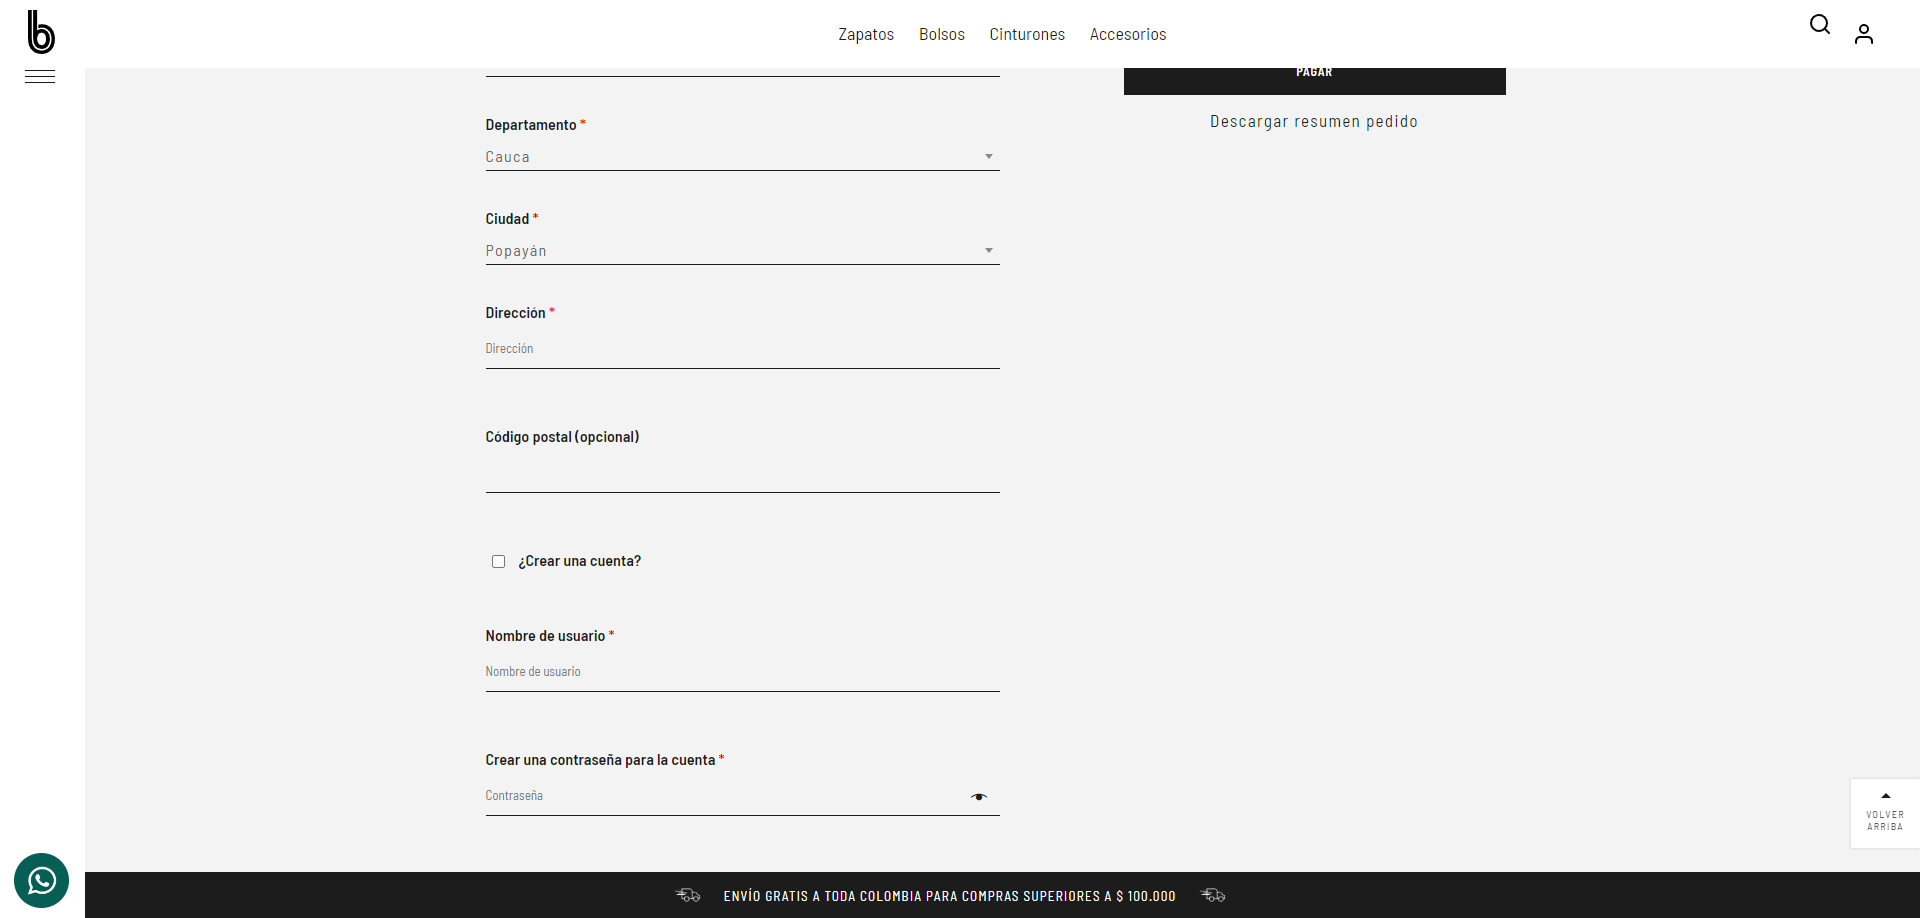 b
Zapatos Bolsos Cinturones Accesorios
PAGAR
Descargar resumen pedido
Departamento *
Cauca
Ciudad *
Popayán
Dirección *
Dirección
Código postal (opcional)
¿Crear una cuenta?
Nombre de usuario *
Nombre de usuario
Crear una contraseña para la cuenta *
Contraseña
VOLVER
ARRIBA
ENVÍO GRATIS A TODA COLOMBIA PARA COMPRAS SUPERIORES A $ 100.000